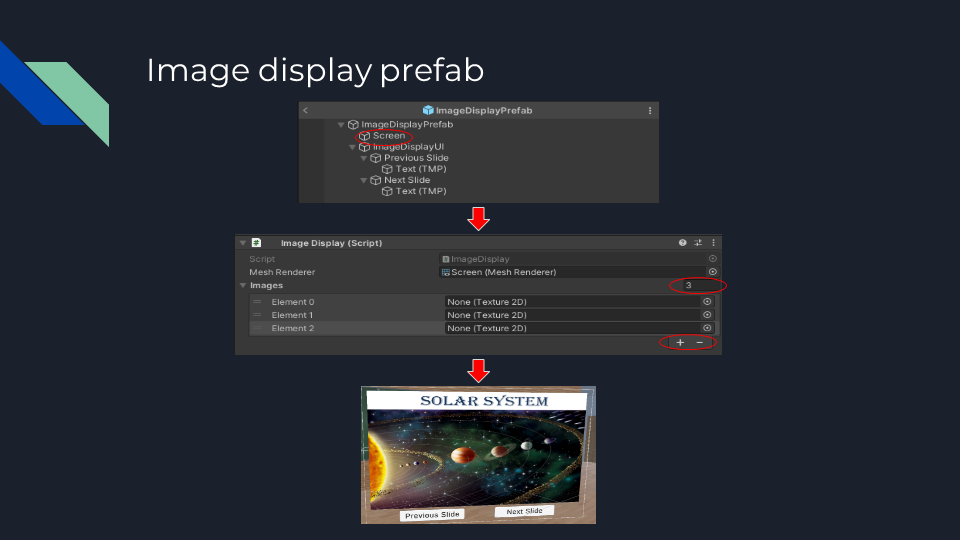 Image display prefab
ImageDisplayPrefab
ImageDisplayPrefab
Screen
ImageDisplayUI
Previous Slide
Text (TMP)
Next Slide
Text (TMP)
Image Display (Script)
Script ImageDisplay
Mesh Renderer Screen (Mesh Renderer)
Images 3
Element 0 None (Texture 2D)
Element 1 None (Texture 2D)
Element 2 None (Texture 2D)
SOLAR SYSTEM
Previous Slide Next Slide